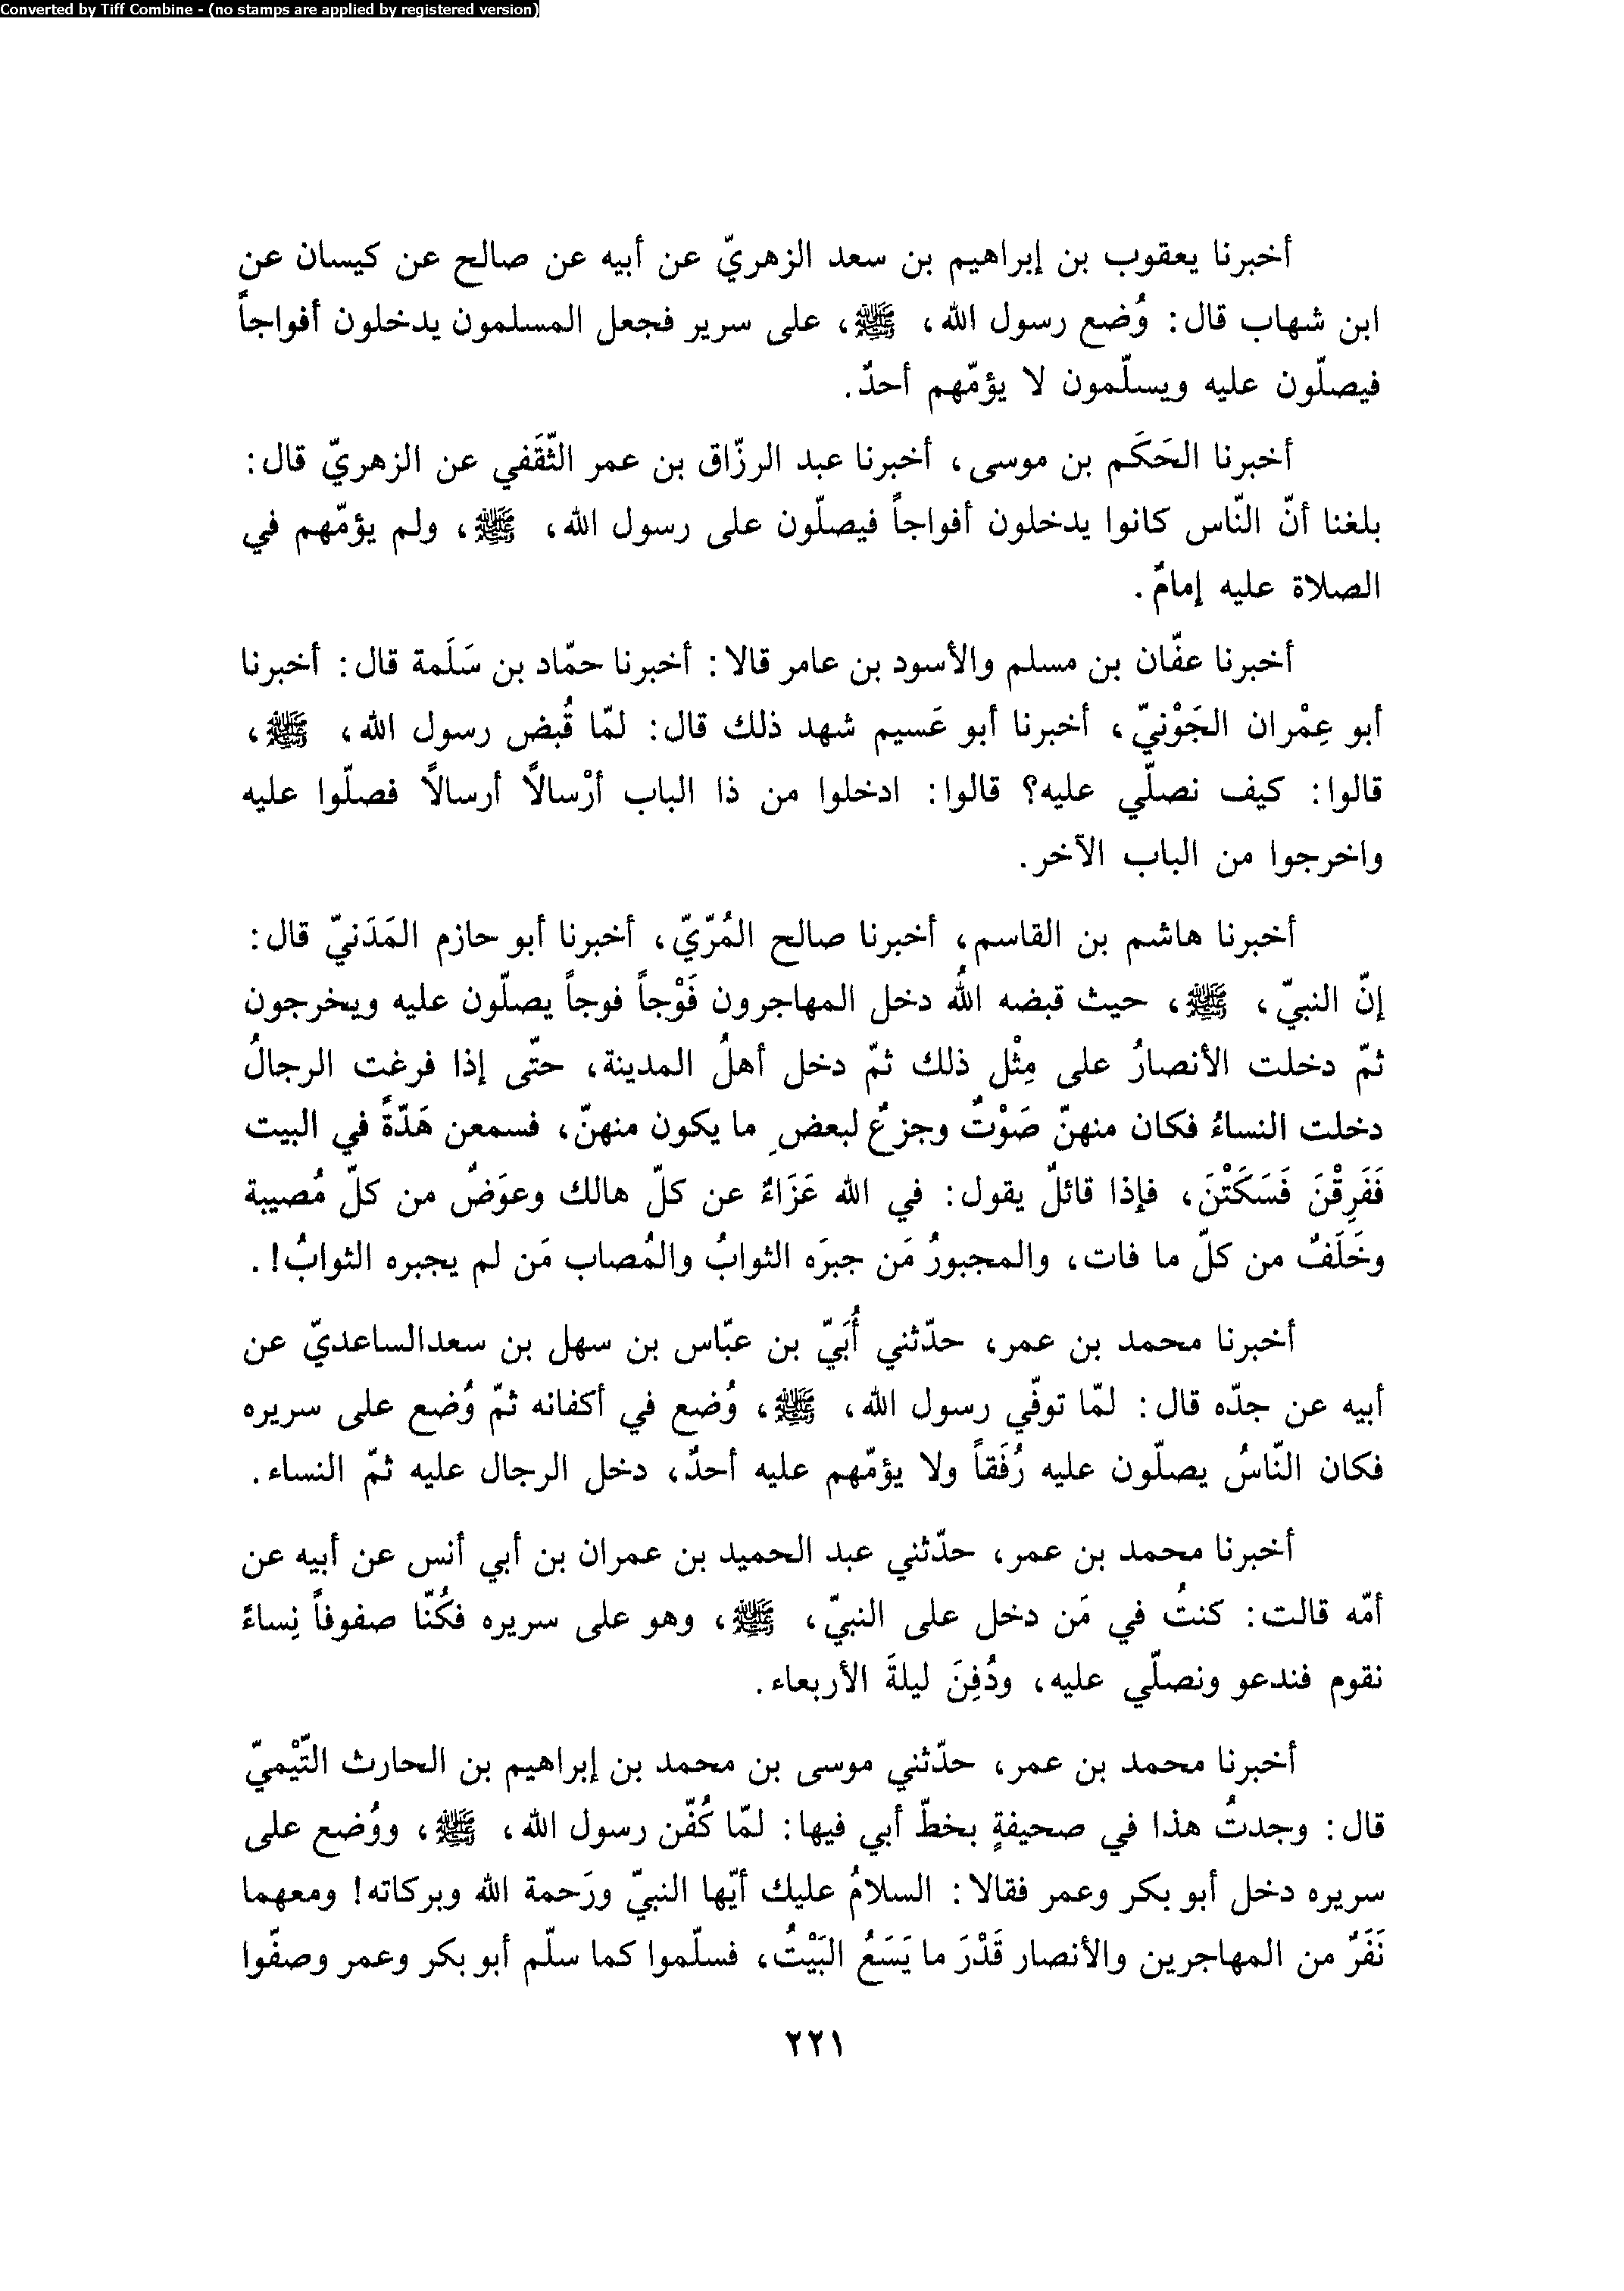 Converted by Tiff Combine - (no stamps are applied by registered version)
أخبرنا يعقوب بن إبراهيم بن سعد الزهريّ عن أبيه عن صالح عن كيسان عن
ابن شهاب قال: وُضع رسول الله، ﷺ، على سرير فجعل المسلمون يدخلون أفواجاً
فيصلّون عليه ويسلّمون لا يؤمّهم أحدٌ.
أخبرنا الحَكَم بن موسى، أخبرنا عبد الرزّاق بن عمر الثّقَفي عن الزهريّ قال:
بلغنا أنّ النّاس كانوا يدخلون أفواجاً فيصلّون على رسول الله، ﷺ، ولم يؤمّهم في
الصلاة عليه إمامٌ.
أخبرنا عفّان بن مسلم والأسود بن عامر قالا: أخبرنا حمّاد بن سَلَمة قال: أخبرنا
أبو عِمْران الجَوْنيّ، أخبرنا أبو عَسيم شهد ذلك قال: لمّا قُبض رسول الله، ﷺ،
قالوا: كيف نصلّي عليه؟ قالوا: ادخلوا من ذا الباب أرْسالاً أرسالاً فصلّوا عليه
واخرجوا من الباب الآخر.
أخبرنا هاشم بن القاسم، أخبرنا صالح المُرّيّ، أخبرنا أبو حازم المَدَنيّ قال:
إنّ النبيّ، ﷺ، حيث قبضه اللهُ دخل المهاجرون فَوْجاً فوجاً يصلّون عليه ويخرجون
ثمّ دخلت الأنصارُ على مِثْل ذلك ثمّ دخل أهلُ المدينة، حتّى إذا فرغت الرجالُ
دخلت النساءُ فكان منهنّ صَوْتٌ وجزعٌ لبعضِ ما يكون منهنّ، فسمعن هَدّةً في البيت
فَفَرِقْنَ فَسَكَتْنَ، فإذا قائلٌ يقول: في الله عَزَاءٌ عن كلّ هالك وعوَضٌ من كلّ مُصيبة
وخَلَفٌ من كلّ ما فات، والمجبورُ مَن جبرَه الثوابُ والمُصاب مَن لم يجبره الثوابُ!.
أخبرنا محمد بن عمر، حدّثني أُبَيّ بن عبّاس بن سهل بن سعدالساعديّ عن
أبيه عن جدّه قال: لمّا توفّي رسول الله، ﷺ، وُضع في أكفانه ثمّ وُضع على سريره
فكان النّاسُ يصلّون عليه رُفَقاً ولا يؤمّهم عليه أحدٌ، دخل الرجال عليه ثمّ النساء.
أخبرنا محمد بن عمر، حدّثني عبد الحميد بن عمران بن أبي أنس عن أبيه عن
أمّه قالت: كنتُ في مَن دخل على النبيّ، ﷺ، وهو على سريره فكُنّا صفوفاً نِساءً
نقوم فندعو ونصلّي عليه، ودُفِنَ ليلةَ الأربعاء.
أخبرنا محمد بن عمر، حدّثني موسى بن محمد بن إبراهيم بن الحارث التّيْميّ
قال: وجدتُ هذا في صحيفةٍ بخطّ أبي فيها: لمّا كُفّن رسول الله، ﷺ، ووُضع على
سريره دخل أبو بكر وعمر فقالا: السلامُ عليك أيّها النبيّ ورَحمة الله وبركاته! ومعهما
نَفَرٌ من المهاجرين والأنصار قَدْرَ ما يَسَعُ البَيْتُ، فسلّموا كما سلّم أبو بكر وعمر وصفّوا
٢٢١